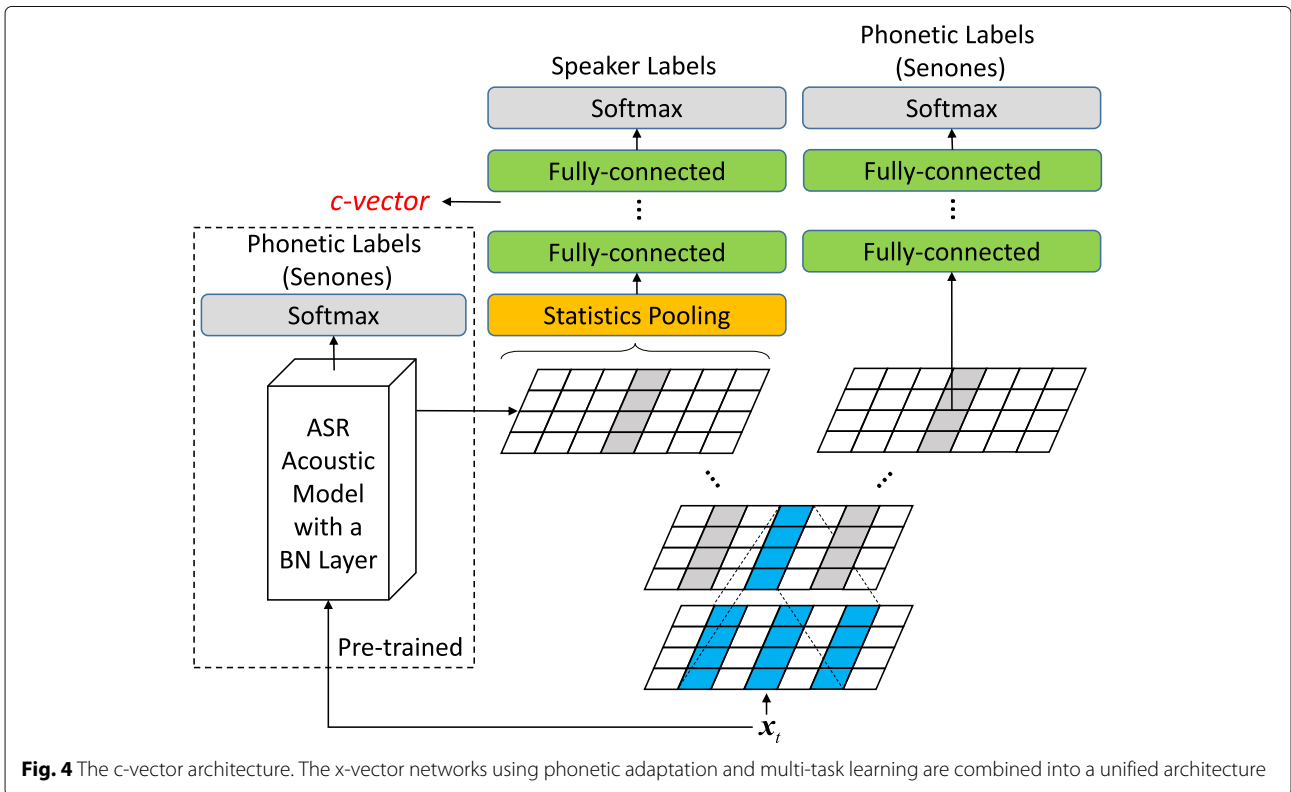 Speaker Labels
Softmax
Fully-connected
⋮
Fully-connected
Statistics Pooling
c-vector
Phonetic Labels
(Senones)
Softmax
Fully-connected
⋮
Fully-connected
Phonetic Labels
(Senones)
Softmax
ASR
Acoustic
Model
with a
BN Layer
Pre-trained
x_t
Fig. 4 The c-vector architecture. The x-vector networks using phonetic adaptation and multi-task learning are combined into a unified architecture